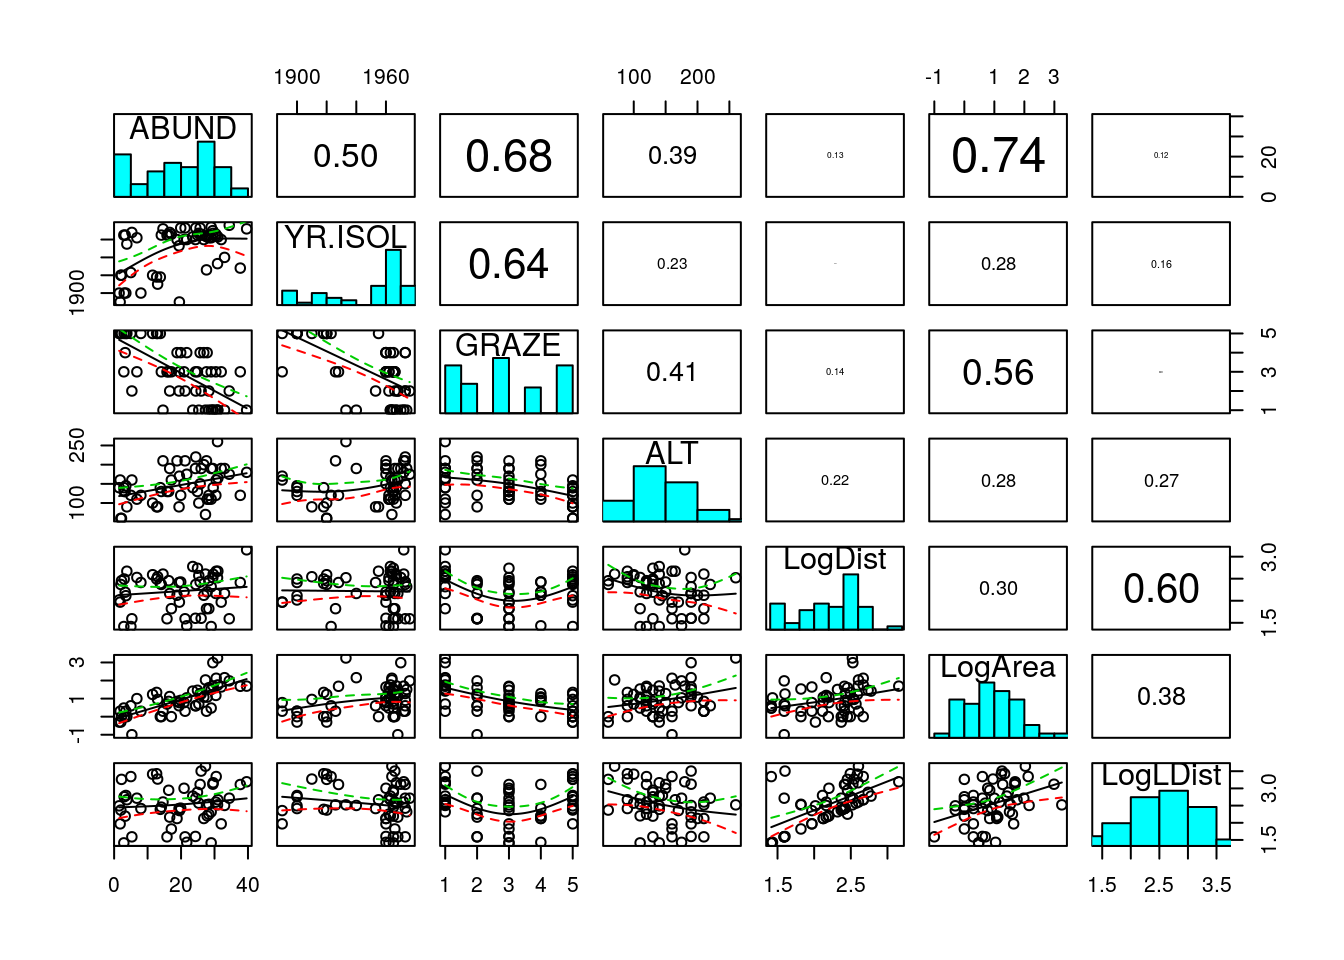 1900 1960 100 200 -1 1 2 3
ABUND 0.50 0.68 0.39 0.13 0.74 0.12 0 20
1900 YR.ISOL 0.64 0.23 0.28 0.16
GRAZE 0.41 0.14 0.56 1 3 5
100 250 ALT 0.22 0.28 0.27
LogDist 0.30 0.60 1.5 3.0
-1 1 3 LogArea 0.38
LogLDist 1.5 3.0
0 20 40 1 2 3 4 5 1.5 2.5 1.5 2.5 3.5